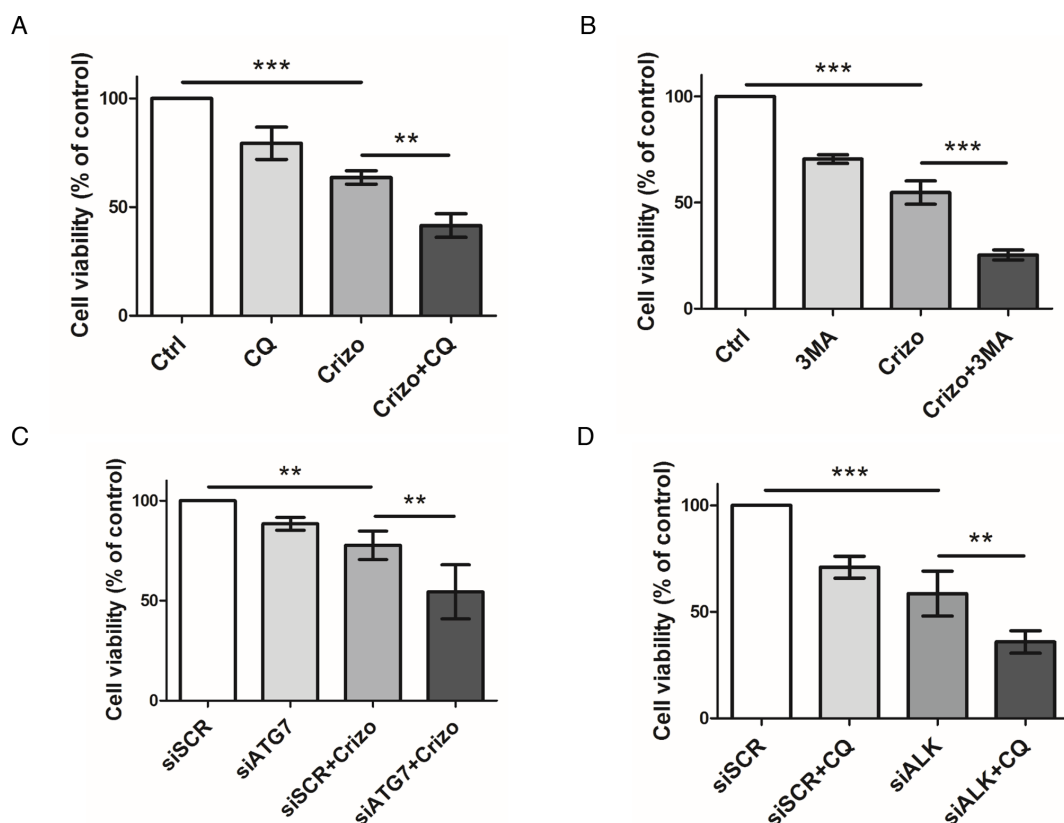 A
Cell viability (% of control)
100
50
0
***
**
Ctrl
CQ
Crizo
Crizo+CQ
B
Cell viability (% of control)
100
50
0
***
***
Ctrl
3MA
Crizo
Crizo+3MA
C
Cell viability (% of control)
100
50
0
**
**
siSCR
siATG7
siSCR+Crizo
siATG7+Crizo
D
Cell viability (% of control)
100
50
0
***
**
siSCR
siSCR+CQ
siALK
siALK+CQ